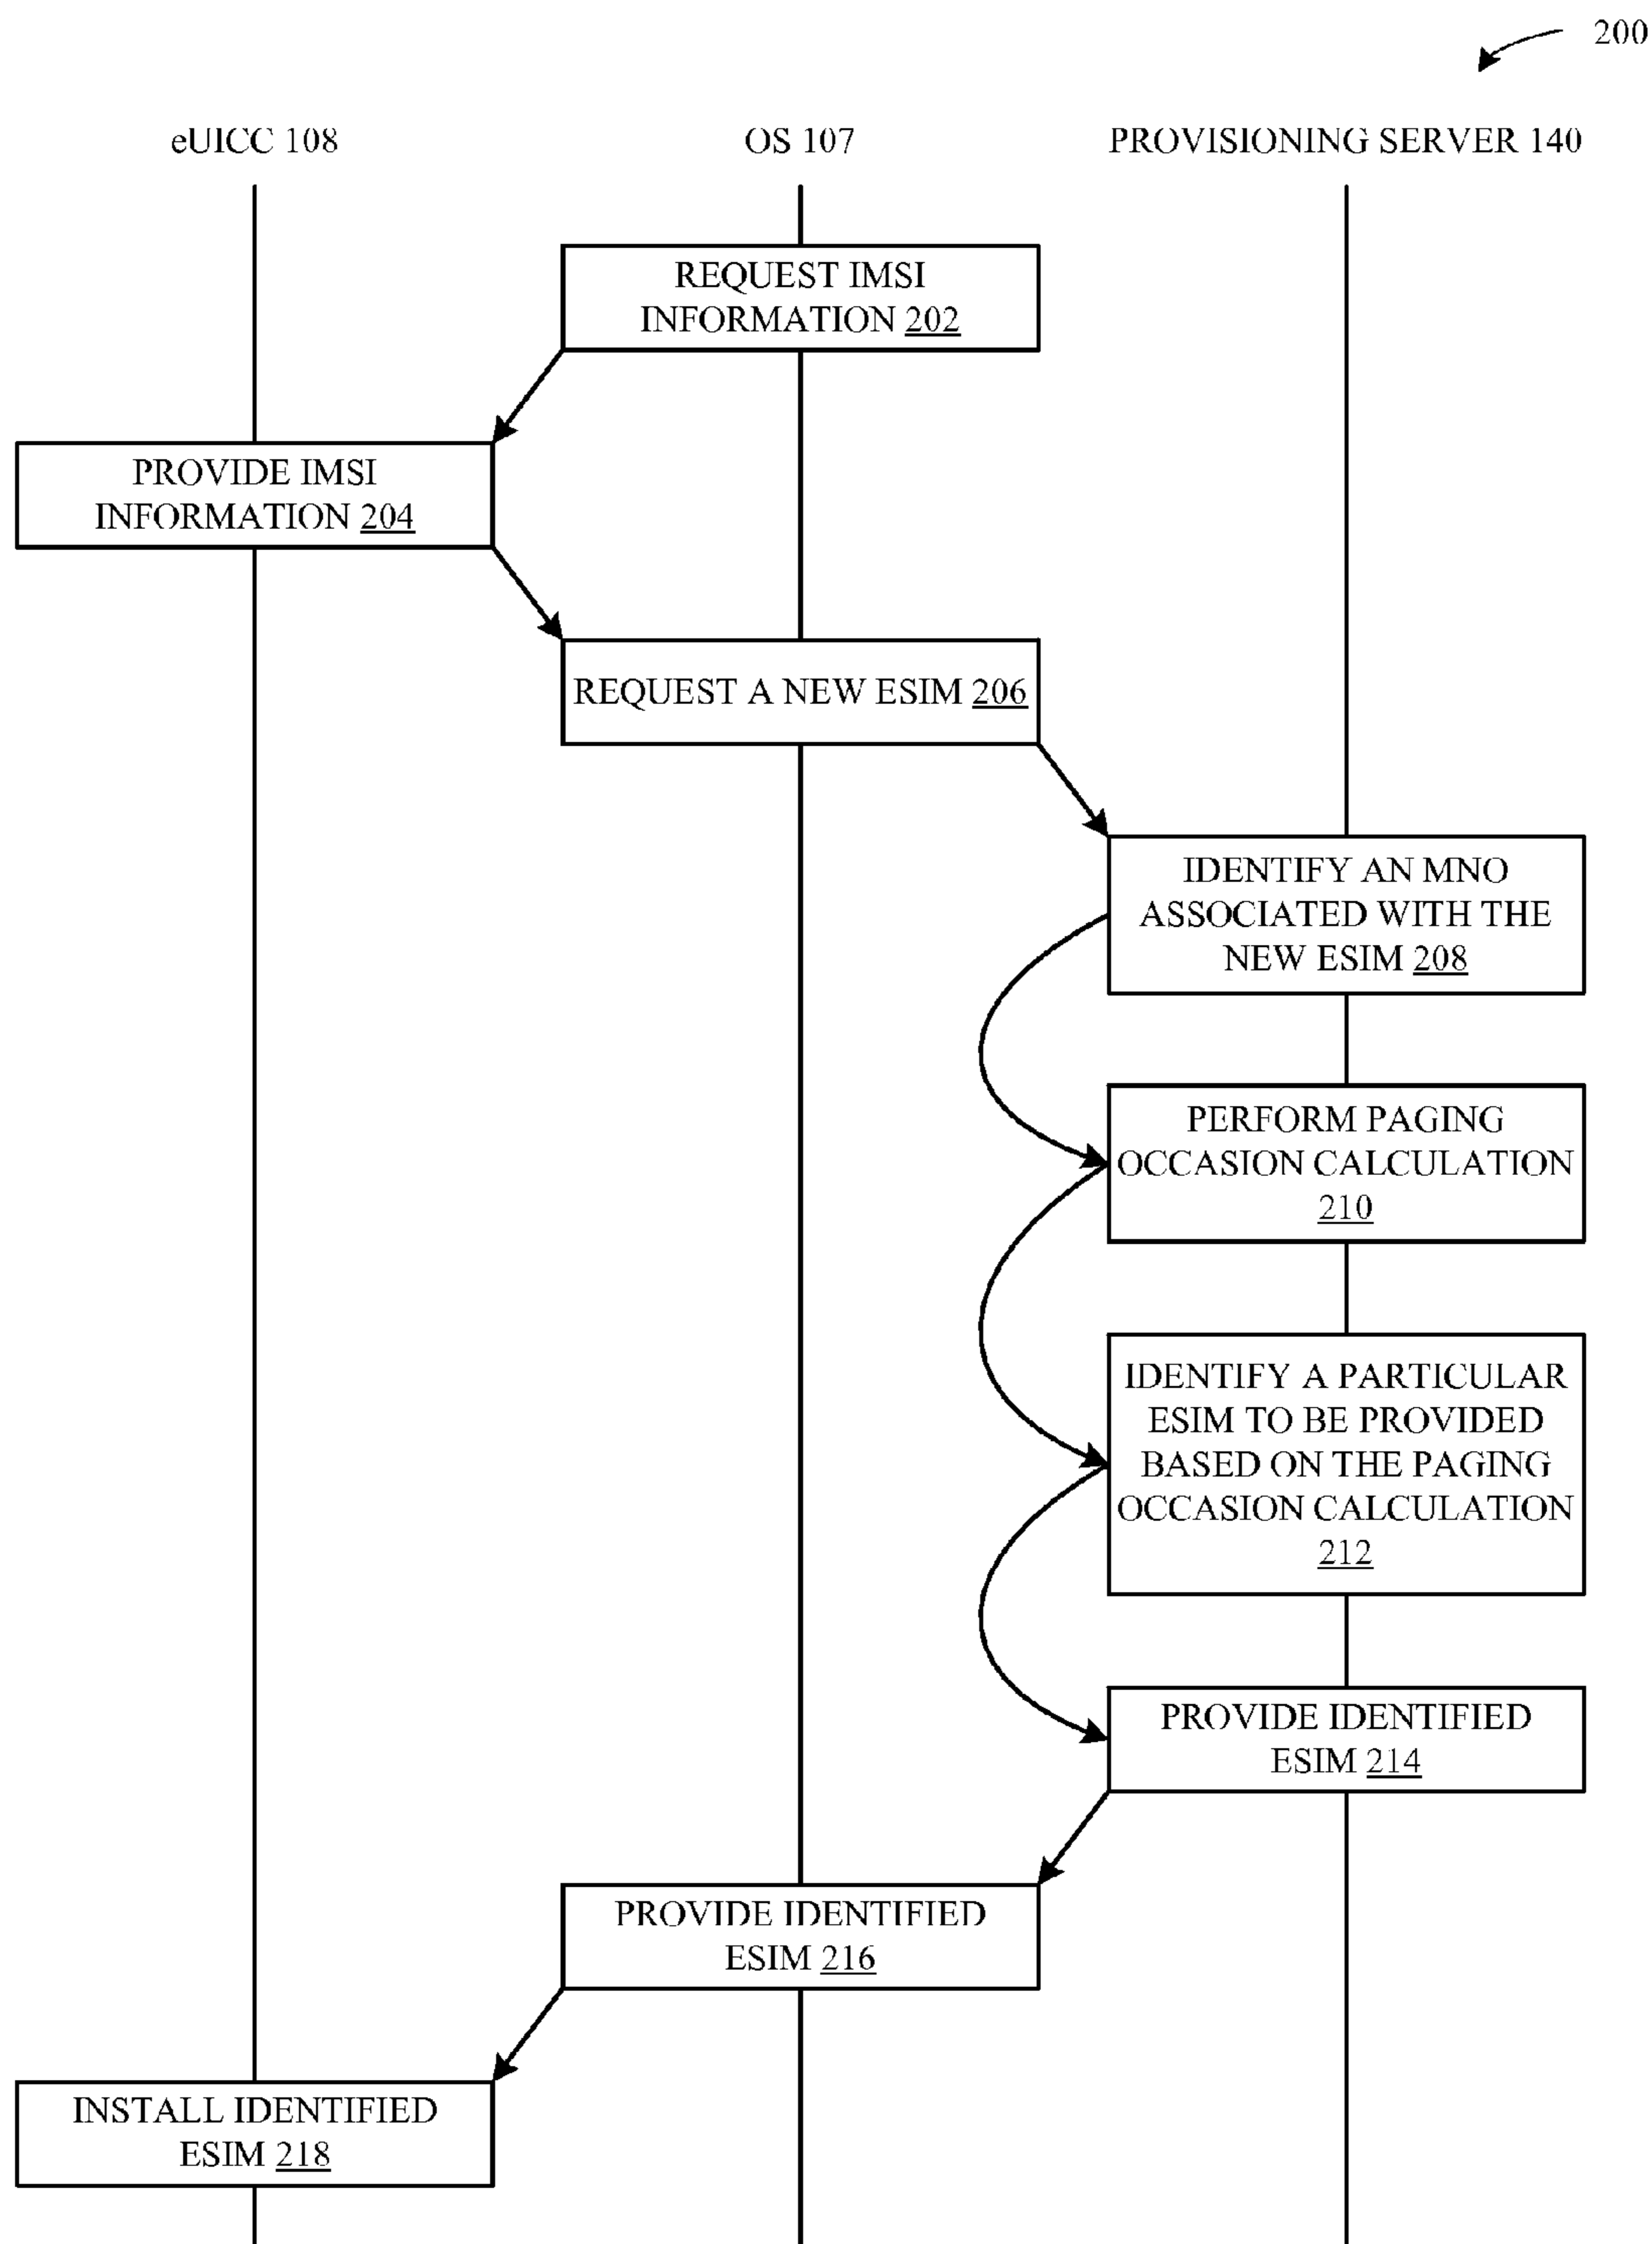 200
eUICC 108
OS 107
PROVISIONING SERVER 140
REQUEST IMSI
INFORMATION 202
PROVIDE IMSI
INFORMATION 204
REQUEST A NEW ESIM 206
IDENTIFY AN MNO
ASSOCIATED WITH THE
NEW ESIM 208
PERFORM PAGING
OCCASION CALCULATION
210
IDENTIFY A PARTICULAR
ESIM TO BE PROVIDED
BASED ON THE PAGING
OCCASION CALCULATION
212
PROVIDE IDENTIFIED
ESIM 214
PROVIDE IDENTIFIED
ESIM 216
INSTALL IDENTIFIED
ESIM 218